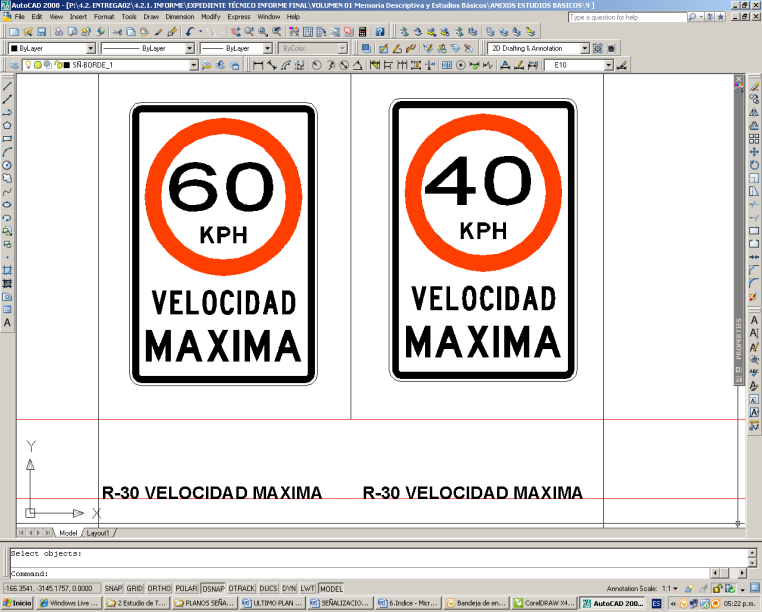 AutoCAD 2008 - [P:\4.2. ENTREGA02\4.2.1. INFORME\EXPEDIENTE TÉCNICO INFORME FINAL\VOLUMEN 01 Memoria Descriptiva y Estudios Básicos\ANEXOS ESTUDIOS BASICOS\9 ]
File Edit View Insert Format Tools Draw Dimension Modify Express Window Help
Type a question for help
ByLayer ByLayer ByLayer ByColor 2D Drafting & Annotation
SÑ-BORDE_1 E10
60 40
KPH KPH
VELOCIDAD VELOCIDAD
MAXIMA MAXIMA
PROPERTIES
Y
R-30 VELOCIDAD MAXIMA R-30 VELOCIDAD MAXIMA
X
Model Layout1
Select objects:
Command:
-166.3541, -3145.1757, 0.0000 SNAP GRID ORTHO POLAR OSNAP OTRACK DUCS DYN LWT MODEL Annotation Scale: 1:1
Inicio Windows Live ... 2 Estudio de T... PLANOS SEÑA... ULTIMO PLAN ... SEÑALIZACIO... 6.Indice - Micr... Bandeja de en... CorelDRAW X4... AutoCAD 200... ES 05:22 p.m.